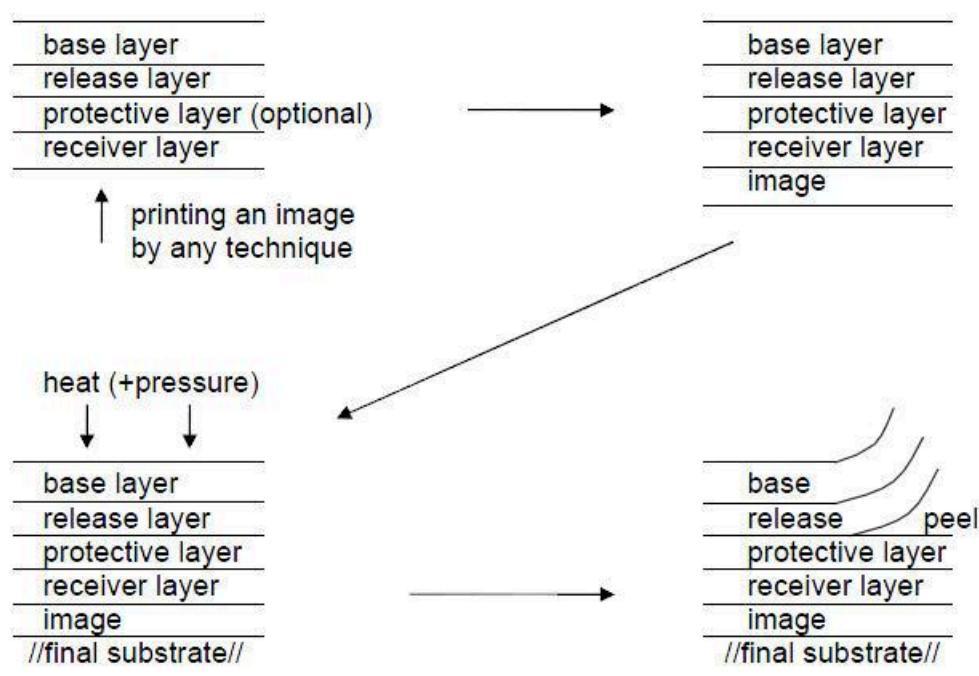 base layer
release layer
protective layer (optional)
receiver layer
printing an image
by any technique
base layer
release layer
protective layer
receiver layer
image
heat (+pressure)
base layer
release layer
protective layer
receiver layer
image
//final substrate//
base
release
peel
protective layer
receiver layer
image
//final substrate//